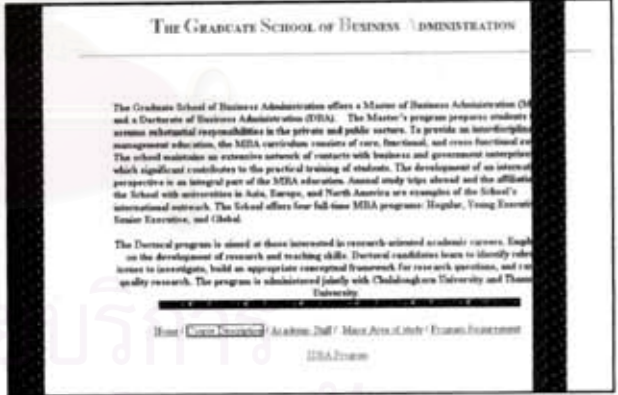 THE GRADUATE SCHOOL OF BUSINESS ADMINISTRATION
The Graduate School of Business Administration offers a Master of Business Administration (M
and a Doctorate of Business Administration (DBA). The Master's program prepares students
assume substantial responsibilities in the private and public sectors. To provide an
management education, the MBA curriculum consists of core, functional, and cross functional
The school maintains an extensive network of contacts with business and government enterprises
which significant contributes to the practical training of students. The development of an
perspective is an integral part of the MBA education. Annual study trips abroad and the
the School with universities in Asia, Europe, and North America are examples of the School's
international outreach. The School offers four full-time MBA programs: Regular, Young
Senior Executive, and Global.
The Doctoral program is aimed at those interested in research-oriented academic careers.
on the development of research and teaching skills. Doctoral candidates learn to identify
issues to investigate, build an appropriate conceptual framework for research questions, and
quality research. The program is administered jointly with Chulalongkorn University and
University.
Home / Course Description / Academic Staff / Major Area of study / Program Requirement
บริการ